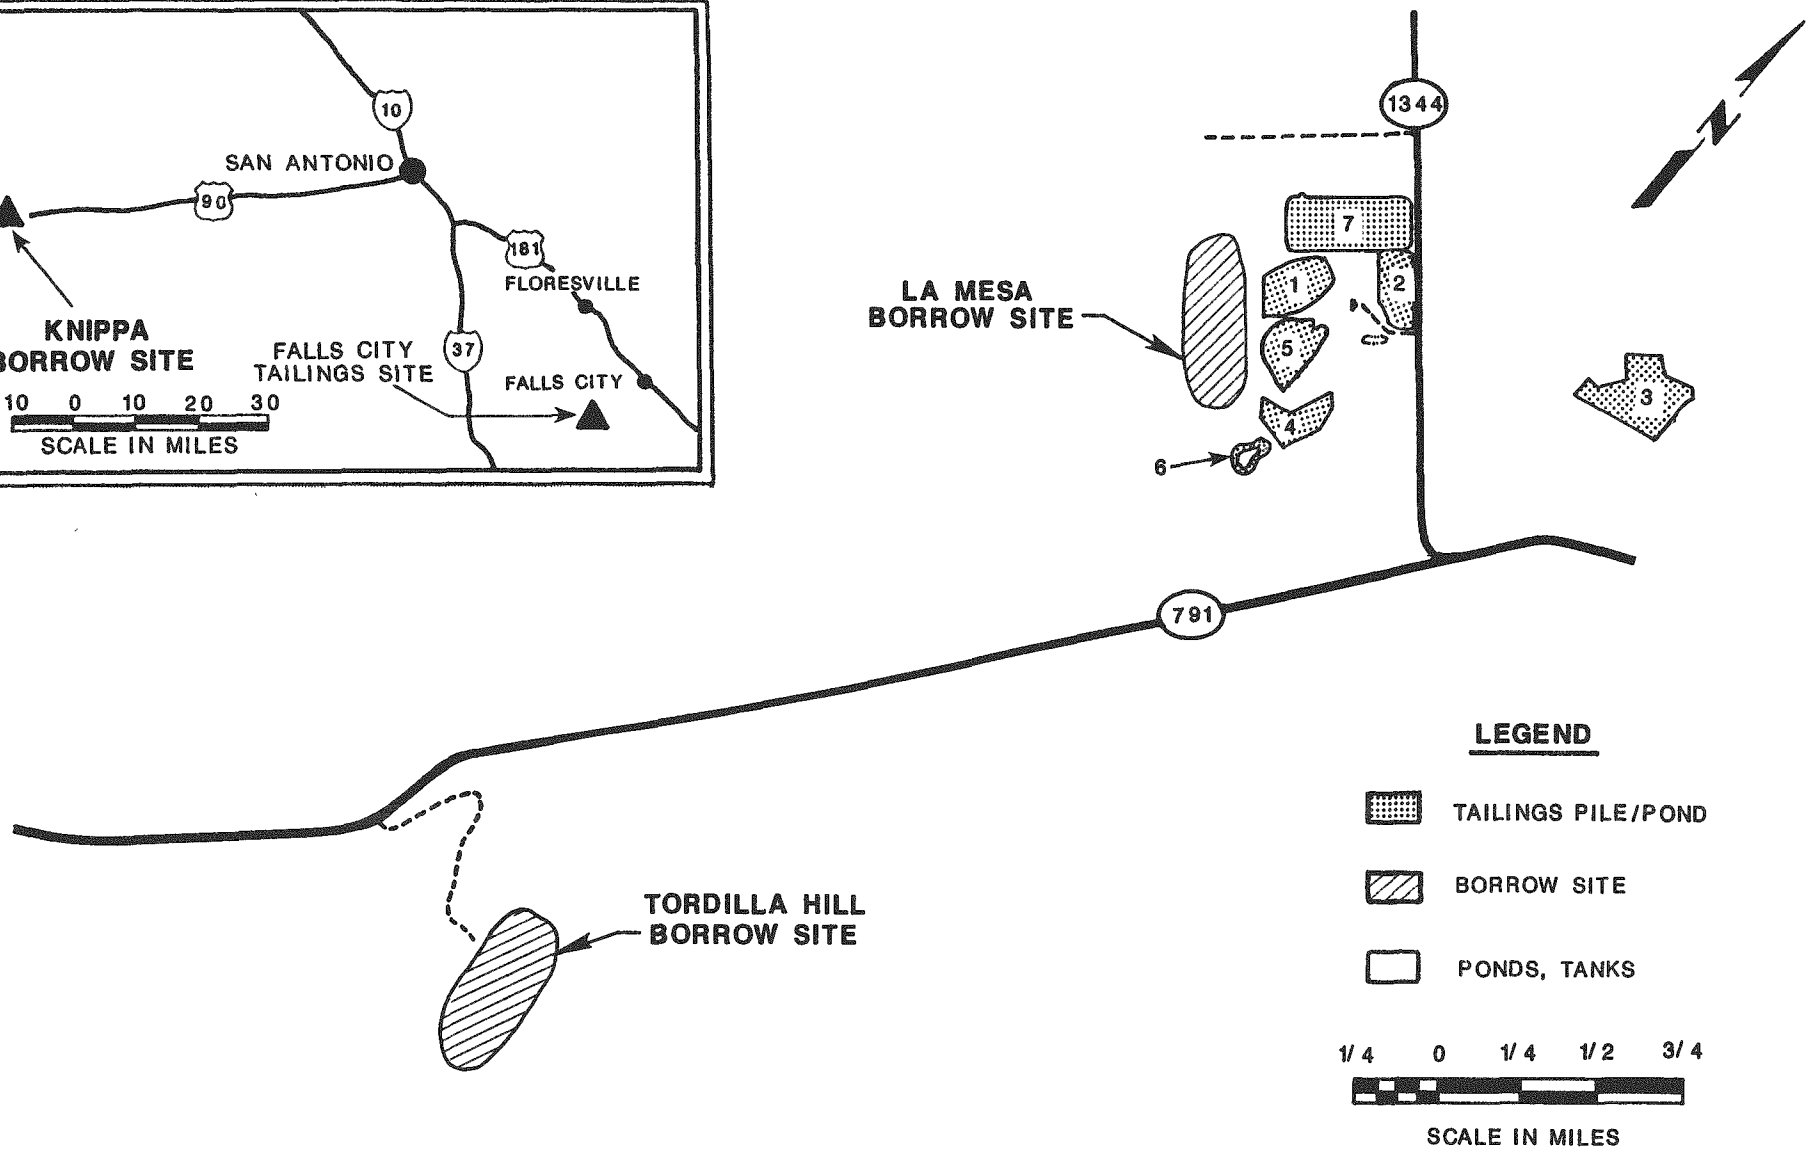 10
SAN ANTONIO
90
181
FLORESVILLE
KNIPPA
BORROW SITE
37
FALLS CITY
TAILINGS SITE
FALLS CITY
10 0 10 20 30
SCALE IN MILES
1344
N
7
1
2
LA MESA
BORROW SITE
5
3
4
6
791
LEGEND
TAILINGS PILE/POND
BORROW SITE
PONDS, TANKS
TORDILLA HILL
BORROW SITE
1/4 0 1/4 1/2 3/4
SCALE IN MILES